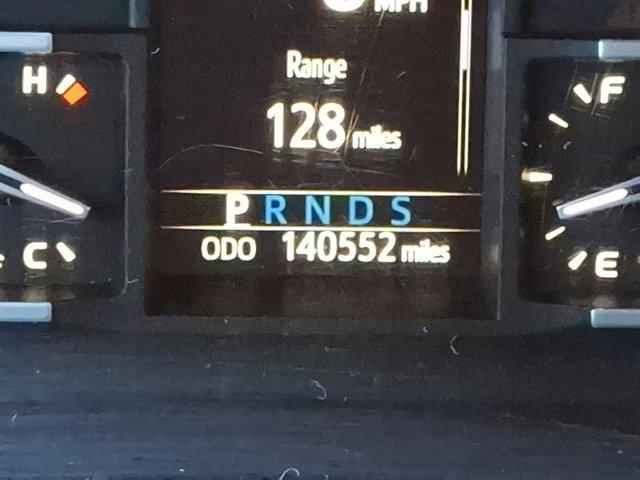 MPH
Range
H
F
128 miles
P R N D S
C
ODO 140552 miles
E